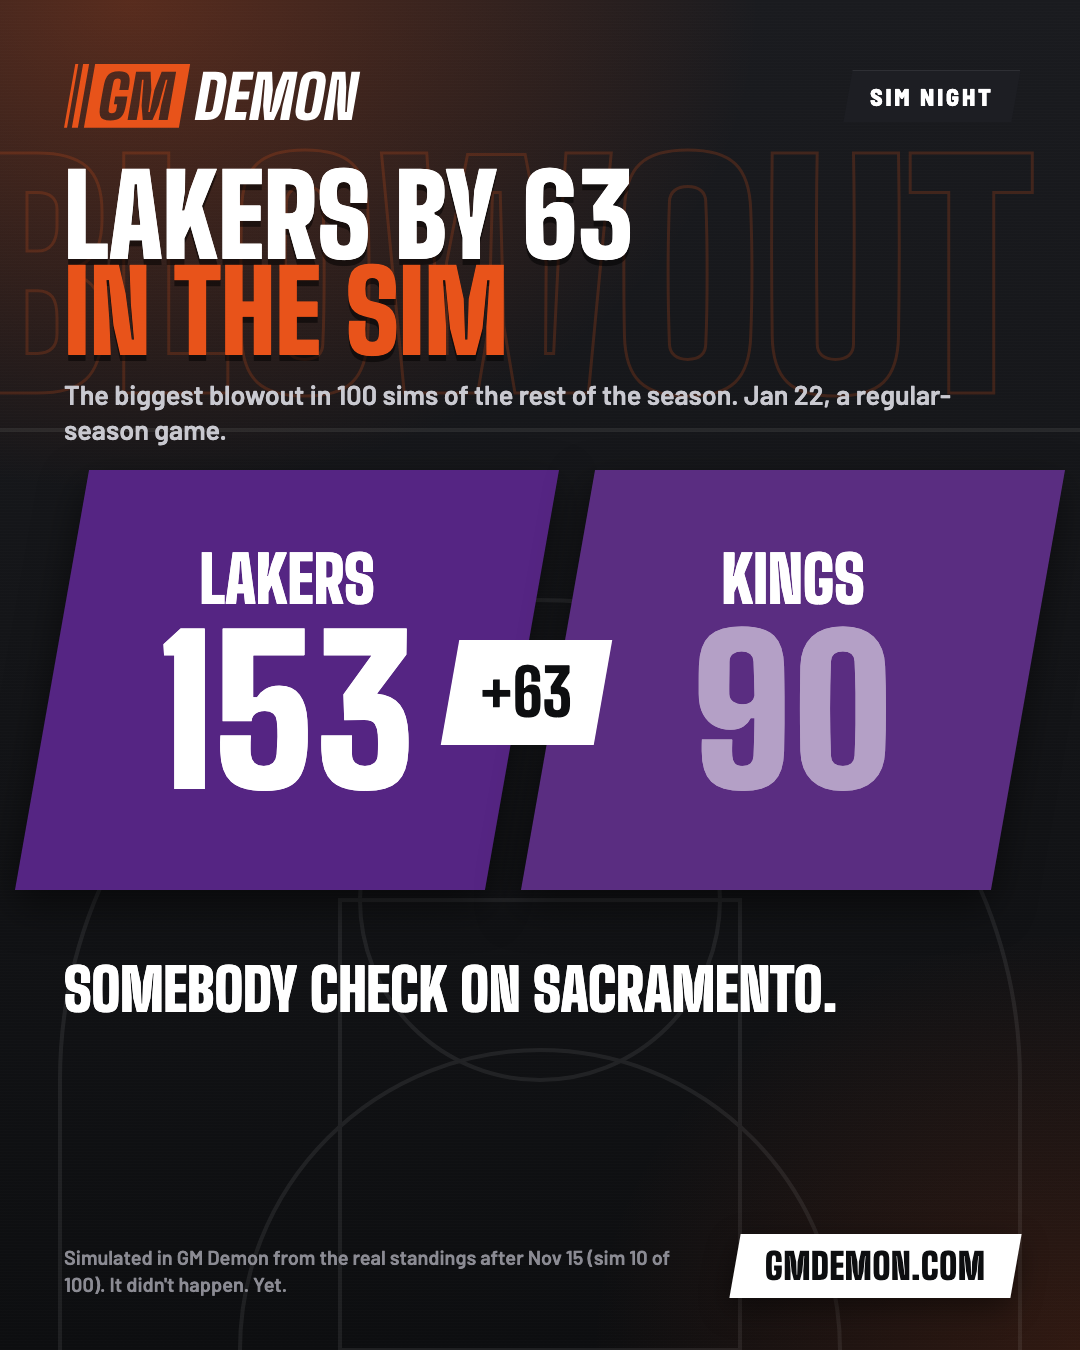 GM DEMON
SIM NIGHT
BLOWOUT
LAKERS BY 63
IN THE SIM
The biggest blowout in 100 sims of the rest of the season. Jan 22, a regular-
season game.
LAKERS
153
+63
KINGS
90
SOMEBODY CHECK ON SACRAMENTO.
Simulated in GM Demon from the real standings after Nov 15 (sim 10 of
100). It didn't happen. Yet.
GMDEMON.COM